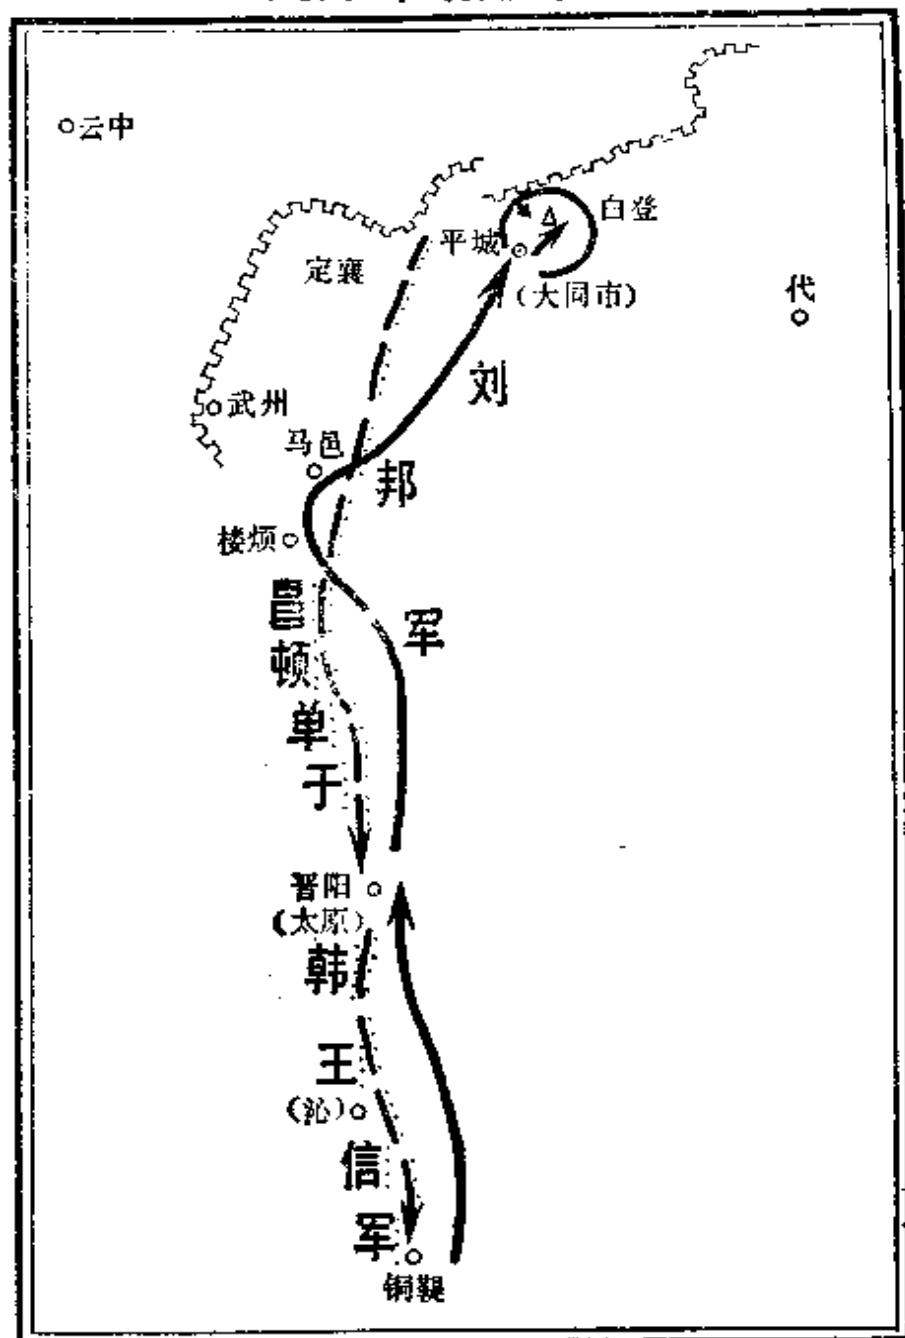 云中
白登
平城
(大同市)
定襄
代
武州
马邑
楼烦
刘邦军
冒顿单于
晋阳
(太原)
韩王信军
(沁)
铜鞮